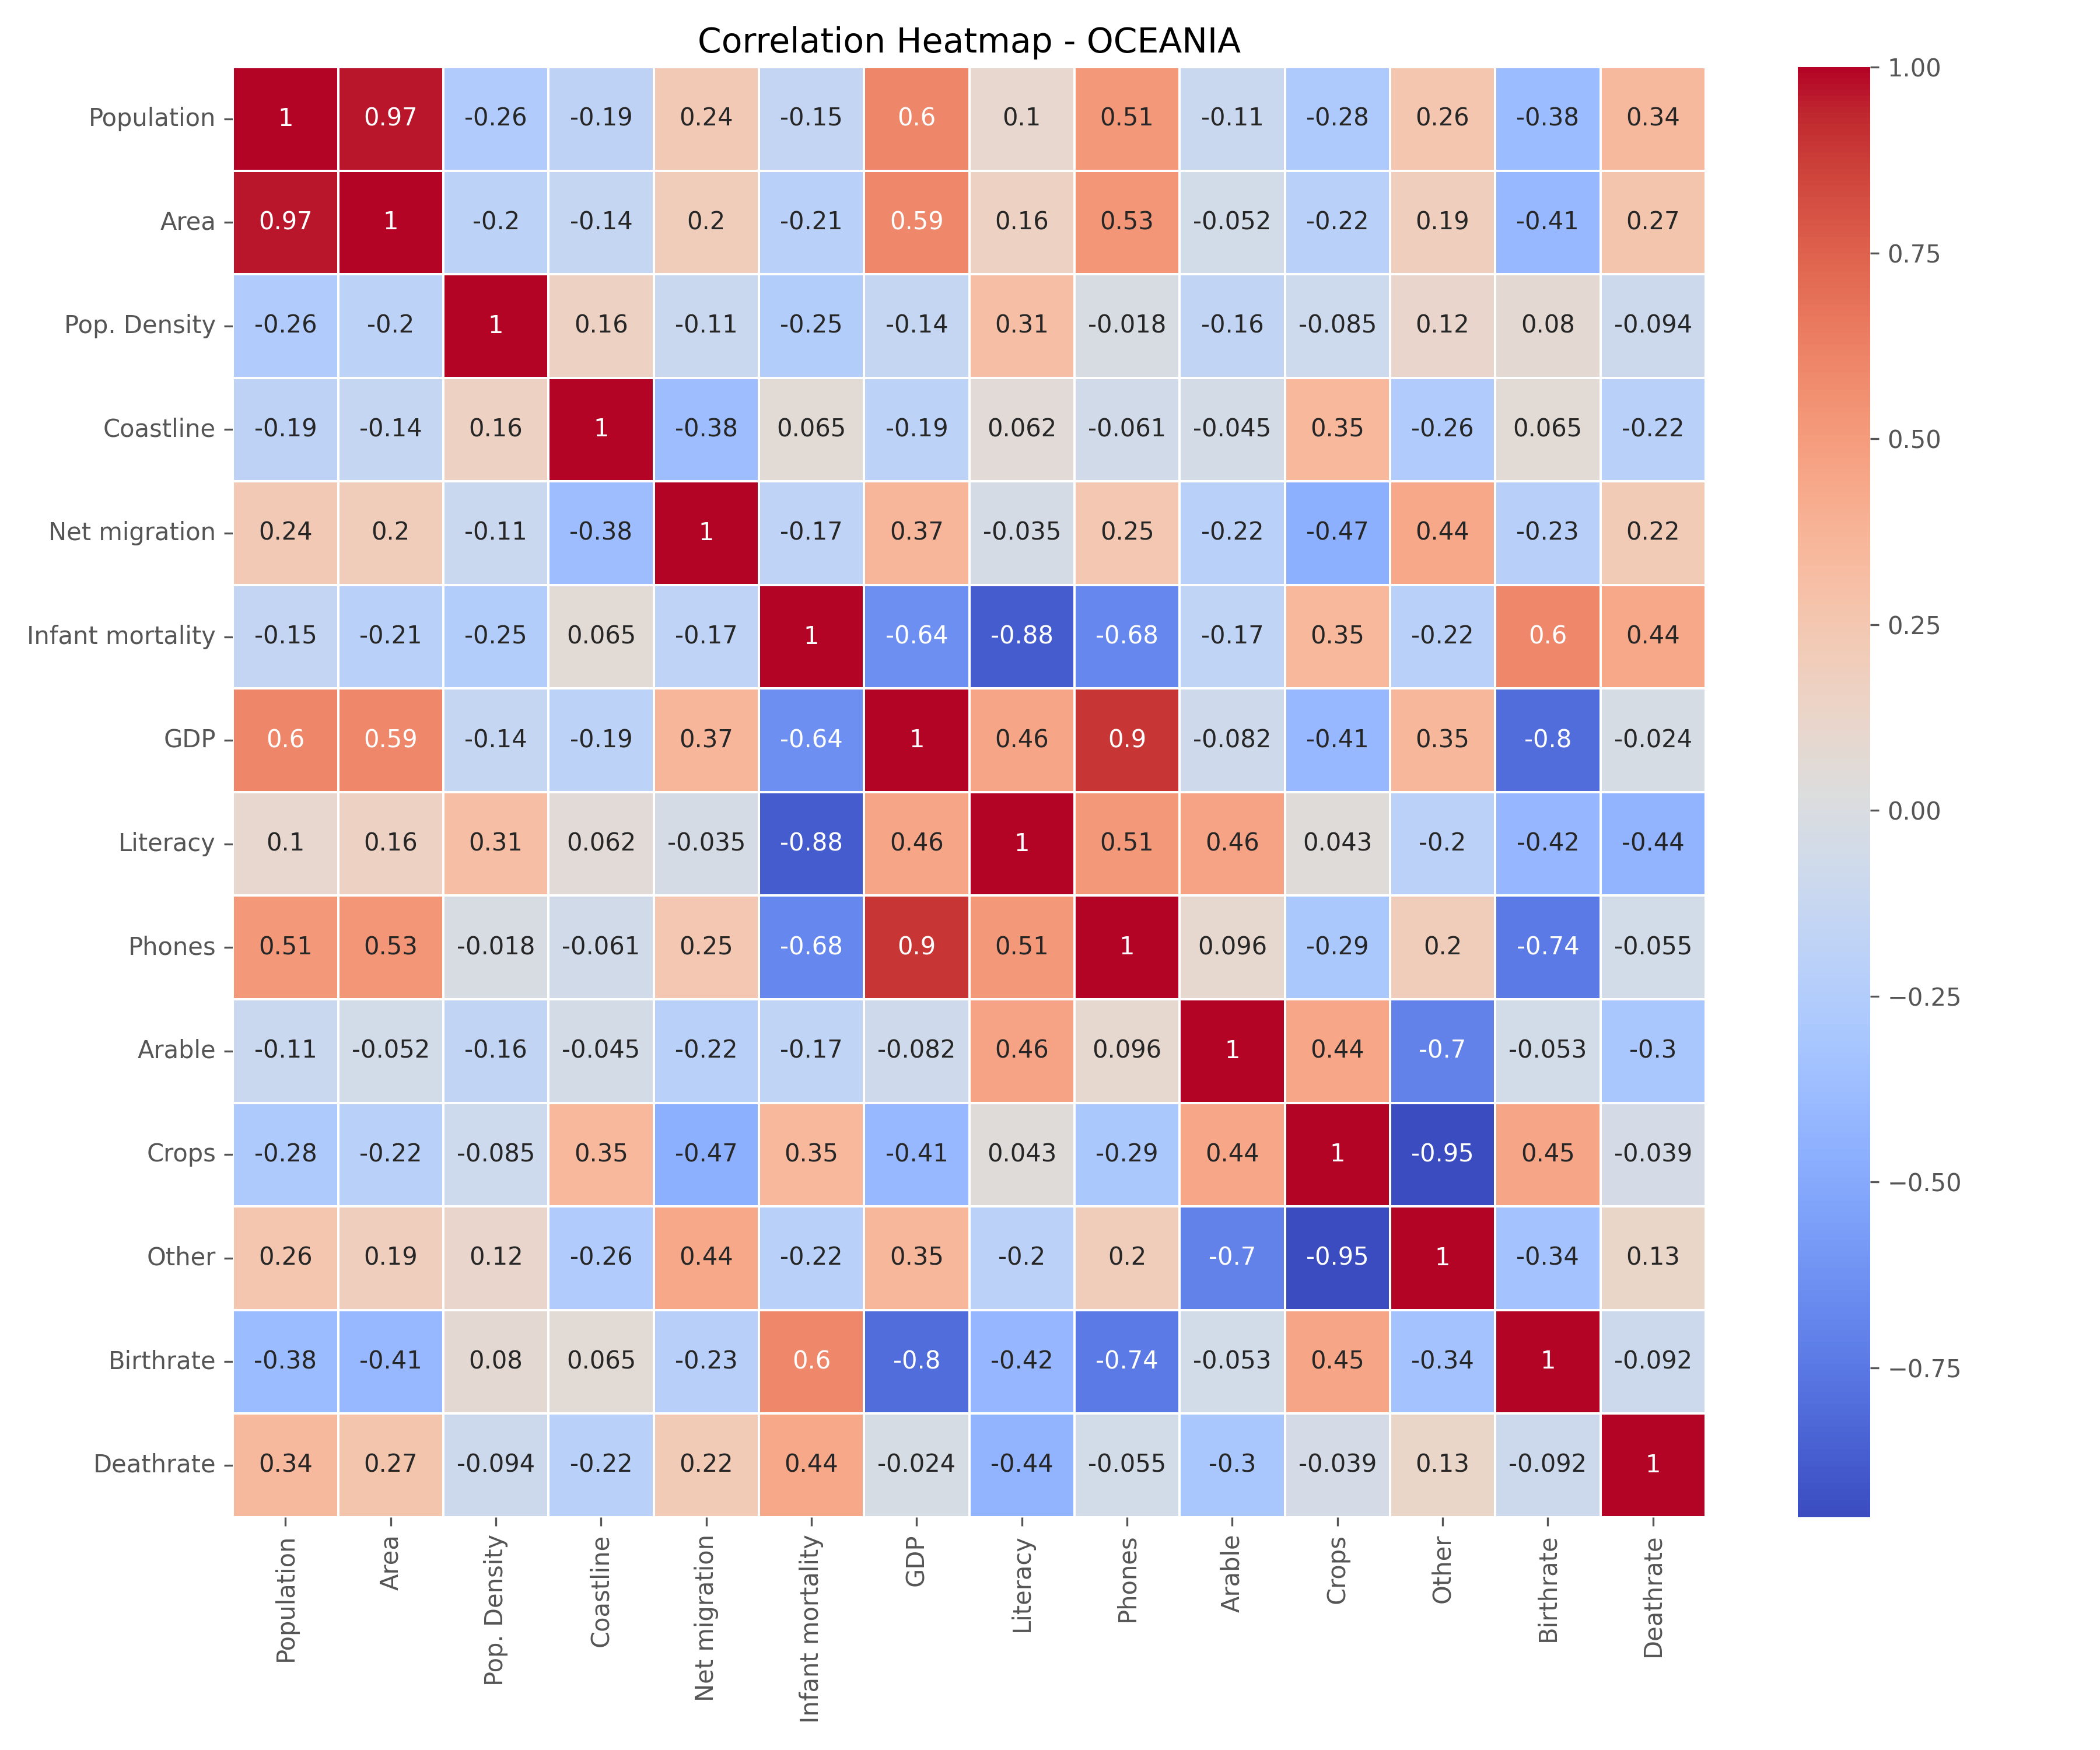 Correlation Heatmap - OCEANIA
Population 1 0.97 -0.26 -0.19 0.24 -0.15 0.6 0.1 0.51 -0.11 -0.28 0.26 -0.38 0.34
Area 0.97 1 -0.2 -0.14 0.2 -0.21 0.59 0.16 0.53 -0.052 -0.22 0.19 -0.41 0.27
Pop. Density -0.26 -0.2 1 0.16 -0.11 -0.25 -0.14 0.31 -0.018 -0.16 -0.085 0.12 0.08 -0.094
Coastline -0.19 -0.14 0.16 1 -0.38 0.065 -0.19 0.062 -0.061 -0.045 0.35 -0.26 0.065 -0.22
Net migration 0.24 0.2 -0.11 -0.38 1 -0.17 0.37 -0.035 0.25 -0.22 -0.47 0.44 -0.23 0.22
Infant mortality -0.15 -0.21 -0.25 0.065 -0.17 1 -0.64 -0.88 -0.68 -0.17 0.35 -0.22 0.6 0.44
GDP 0.6 0.59 -0.14 -0.19 0.37 -0.64 1 0.46 0.9 -0.082 -0.41 0.35 -0.8 -0.024
Literacy 0.1 0.16 0.31 0.062 -0.035 -0.88 0.46 1 0.51 0.46 0.043 -0.2 -0.42 -0.44
Phones 0.51 0.53 -0.018 -0.061 0.25 -0.68 0.9 0.51 1 0.096 -0.29 0.2 -0.74 -0.055
Arable -0.11 -0.052 -0.16 -0.045 -0.22 -0.17 -0.082 0.46 0.096 1 0.44 -0.7 -0.053 -0.3
Crops -0.28 -0.22 -0.085 0.35 -0.47 0.35 -0.41 0.043 -0.29 0.44 1 -0.95 0.45 -0.039
Other 0.26 0.19 0.12 -0.26 0.44 -0.22 0.35 -0.2 0.2 -0.7 -0.95 1 -0.34 0.13
Birthrate -0.38 -0.41 0.08 0.065 -0.23 0.6 -0.8 -0.42 -0.74 -0.053 0.45 -0.34 1 -0.092
Deathrate 0.34 0.27 -0.094 -0.22 0.22 0.44 -0.024 -0.44 -0.055 -0.3 -0.039 0.13 -0.092 1
Population
Area
Pop. Density
Coastline
Net migration
Infant mortality
GDP
Literacy
Phones
Arable
Crops
Other
Birthrate
Deathrate
1.00
0.75
0.50
0.25
0.00
−0.25
−0.50
−0.75